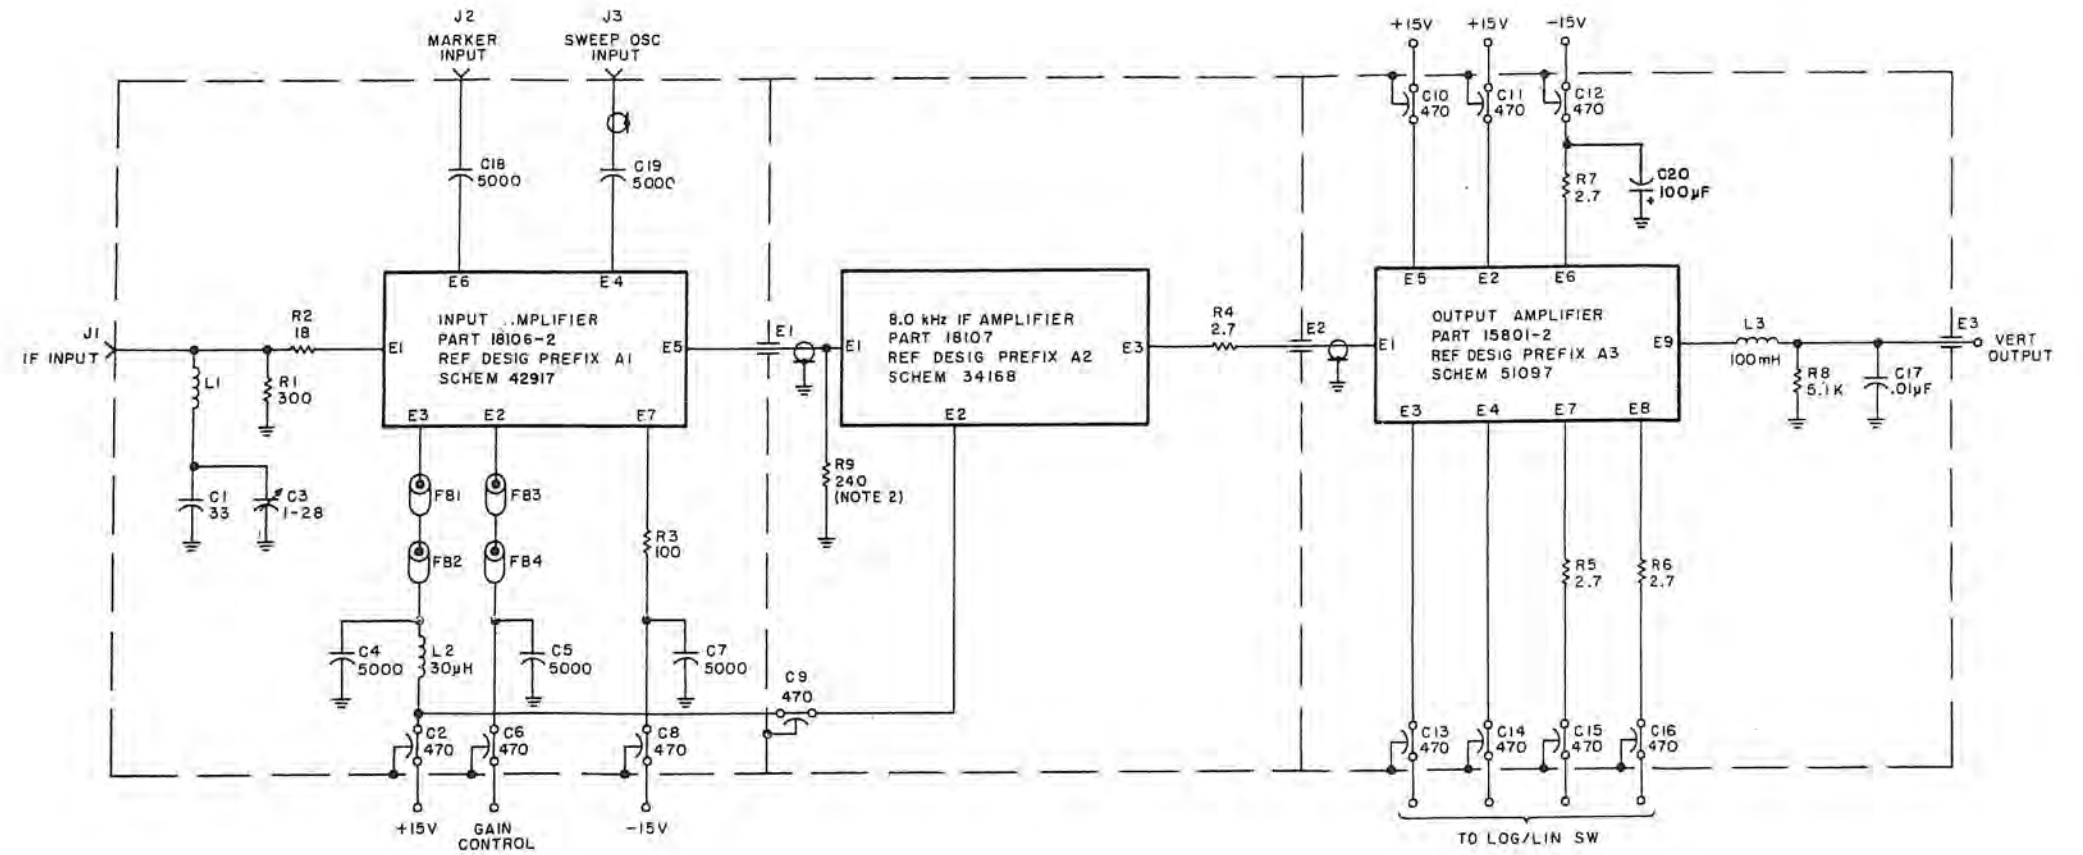 J2
MARKER
INPUT
J3
SWEEP OSC
INPUT
+15V
+15V
-15V
C10
470
C11
470
C12
470
C18
5000
C19
5000
R7
2.7
C20
100µF
+
J1
IF INPUT
R2
18
L1
R1
300
C1
33
C3
1-28
E6
E4
E1
INPUT ..MPLIFIER
PART 18106-2
REF DESIG PREFIX A1
SCHEM 42917
E5
E3
E2
E7
E1
E1
8.0 kHz IF AMPLIFIER
PART 18107
REF DESIG PREFIX A2
SCHEM 34168
E3
E2
R4
2.7
E2
E5
E2
E6
E1
OUTPUT AMPLIFIER
PART 15801-2
REF DESIG PREFIX A3
SCHEM 51097
E9
E3
E4
E7
E8
L3
100mH
R8
5.1K
C17
.01µF
E3
VERT
OUTPUT
FB1
FB3
FB2
FB4
R3
100
R9
240
(NOTE 2)
R5
2.7
R6
2.7
C4
5000
L2
30µH
C5
5000
C7
5000
C9
470
C2
470
C6
470
C8
470
C13
470
C14
470
C15
470
C16
470
+15V
GAIN
CONTROL
-15V
TO LOG/LIN SW